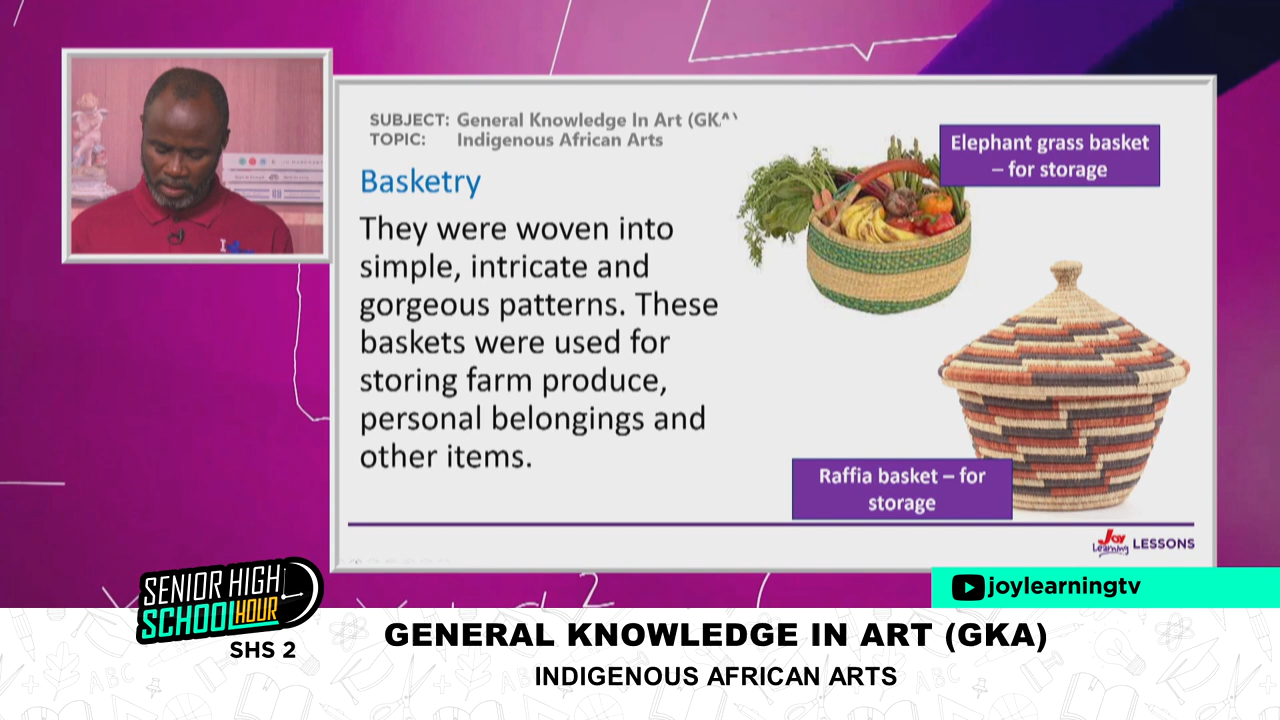 SUBJECT: General Knowledge In Art
TOPIC: Indigenous African Arts
Basketry
They were woven into
simple, intricate and
gorgeous patterns. These
baskets were used for
storing farm produce,
personal belongings and
other items.
Elephant grass basket
– for storage
Raffia basket – for
storage
Joy
Learning
LESSONS
joylearningtv
SENIOR HIGH
SCHOOL HOUR
SHS 2
GENERAL KNOWLEDGE IN ART (GKA)
INDIGENOUS AFRICAN ARTS